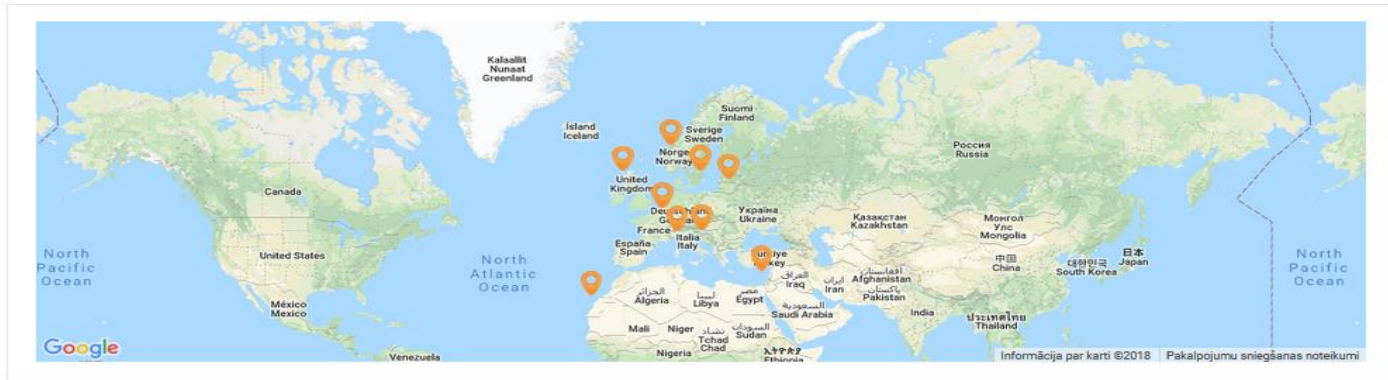 Kalaallit
Nunaat
Greenland
Ísland
Iceland
Suomi
Finland
Sverige
Sweden
Norge
Norway
Россия
Russia
United
Kingdom
Canada
Україна
Ukraine
Қазақстан
Kazakhstan
Монгол
Улс
Mongolia
France
Italia
Italy
España
Spain
North
Pacific
Ocean
United States
North
Atlantic
Ocean
中国
China
대한민국
South Korea
日本
Japan
North
Pacific
Ocean
العراق
Iraq
ایران
Iran
افغانستان
Afghanistan
پاکستان
Pakistan
الجزائر
Algeria
ليبيا
Libya
مصر
Egypt
السعودية
Saudi Arabia
México
Mexico
India
ประเทศไทย
Thailand
Mali
Niger
تشاد
Tchad
Chad
السودان
Sudan
Nigeria
Venezuela
Google
Informācija par karti ©2018
Pakalpojumu sniegšanas noteikumi